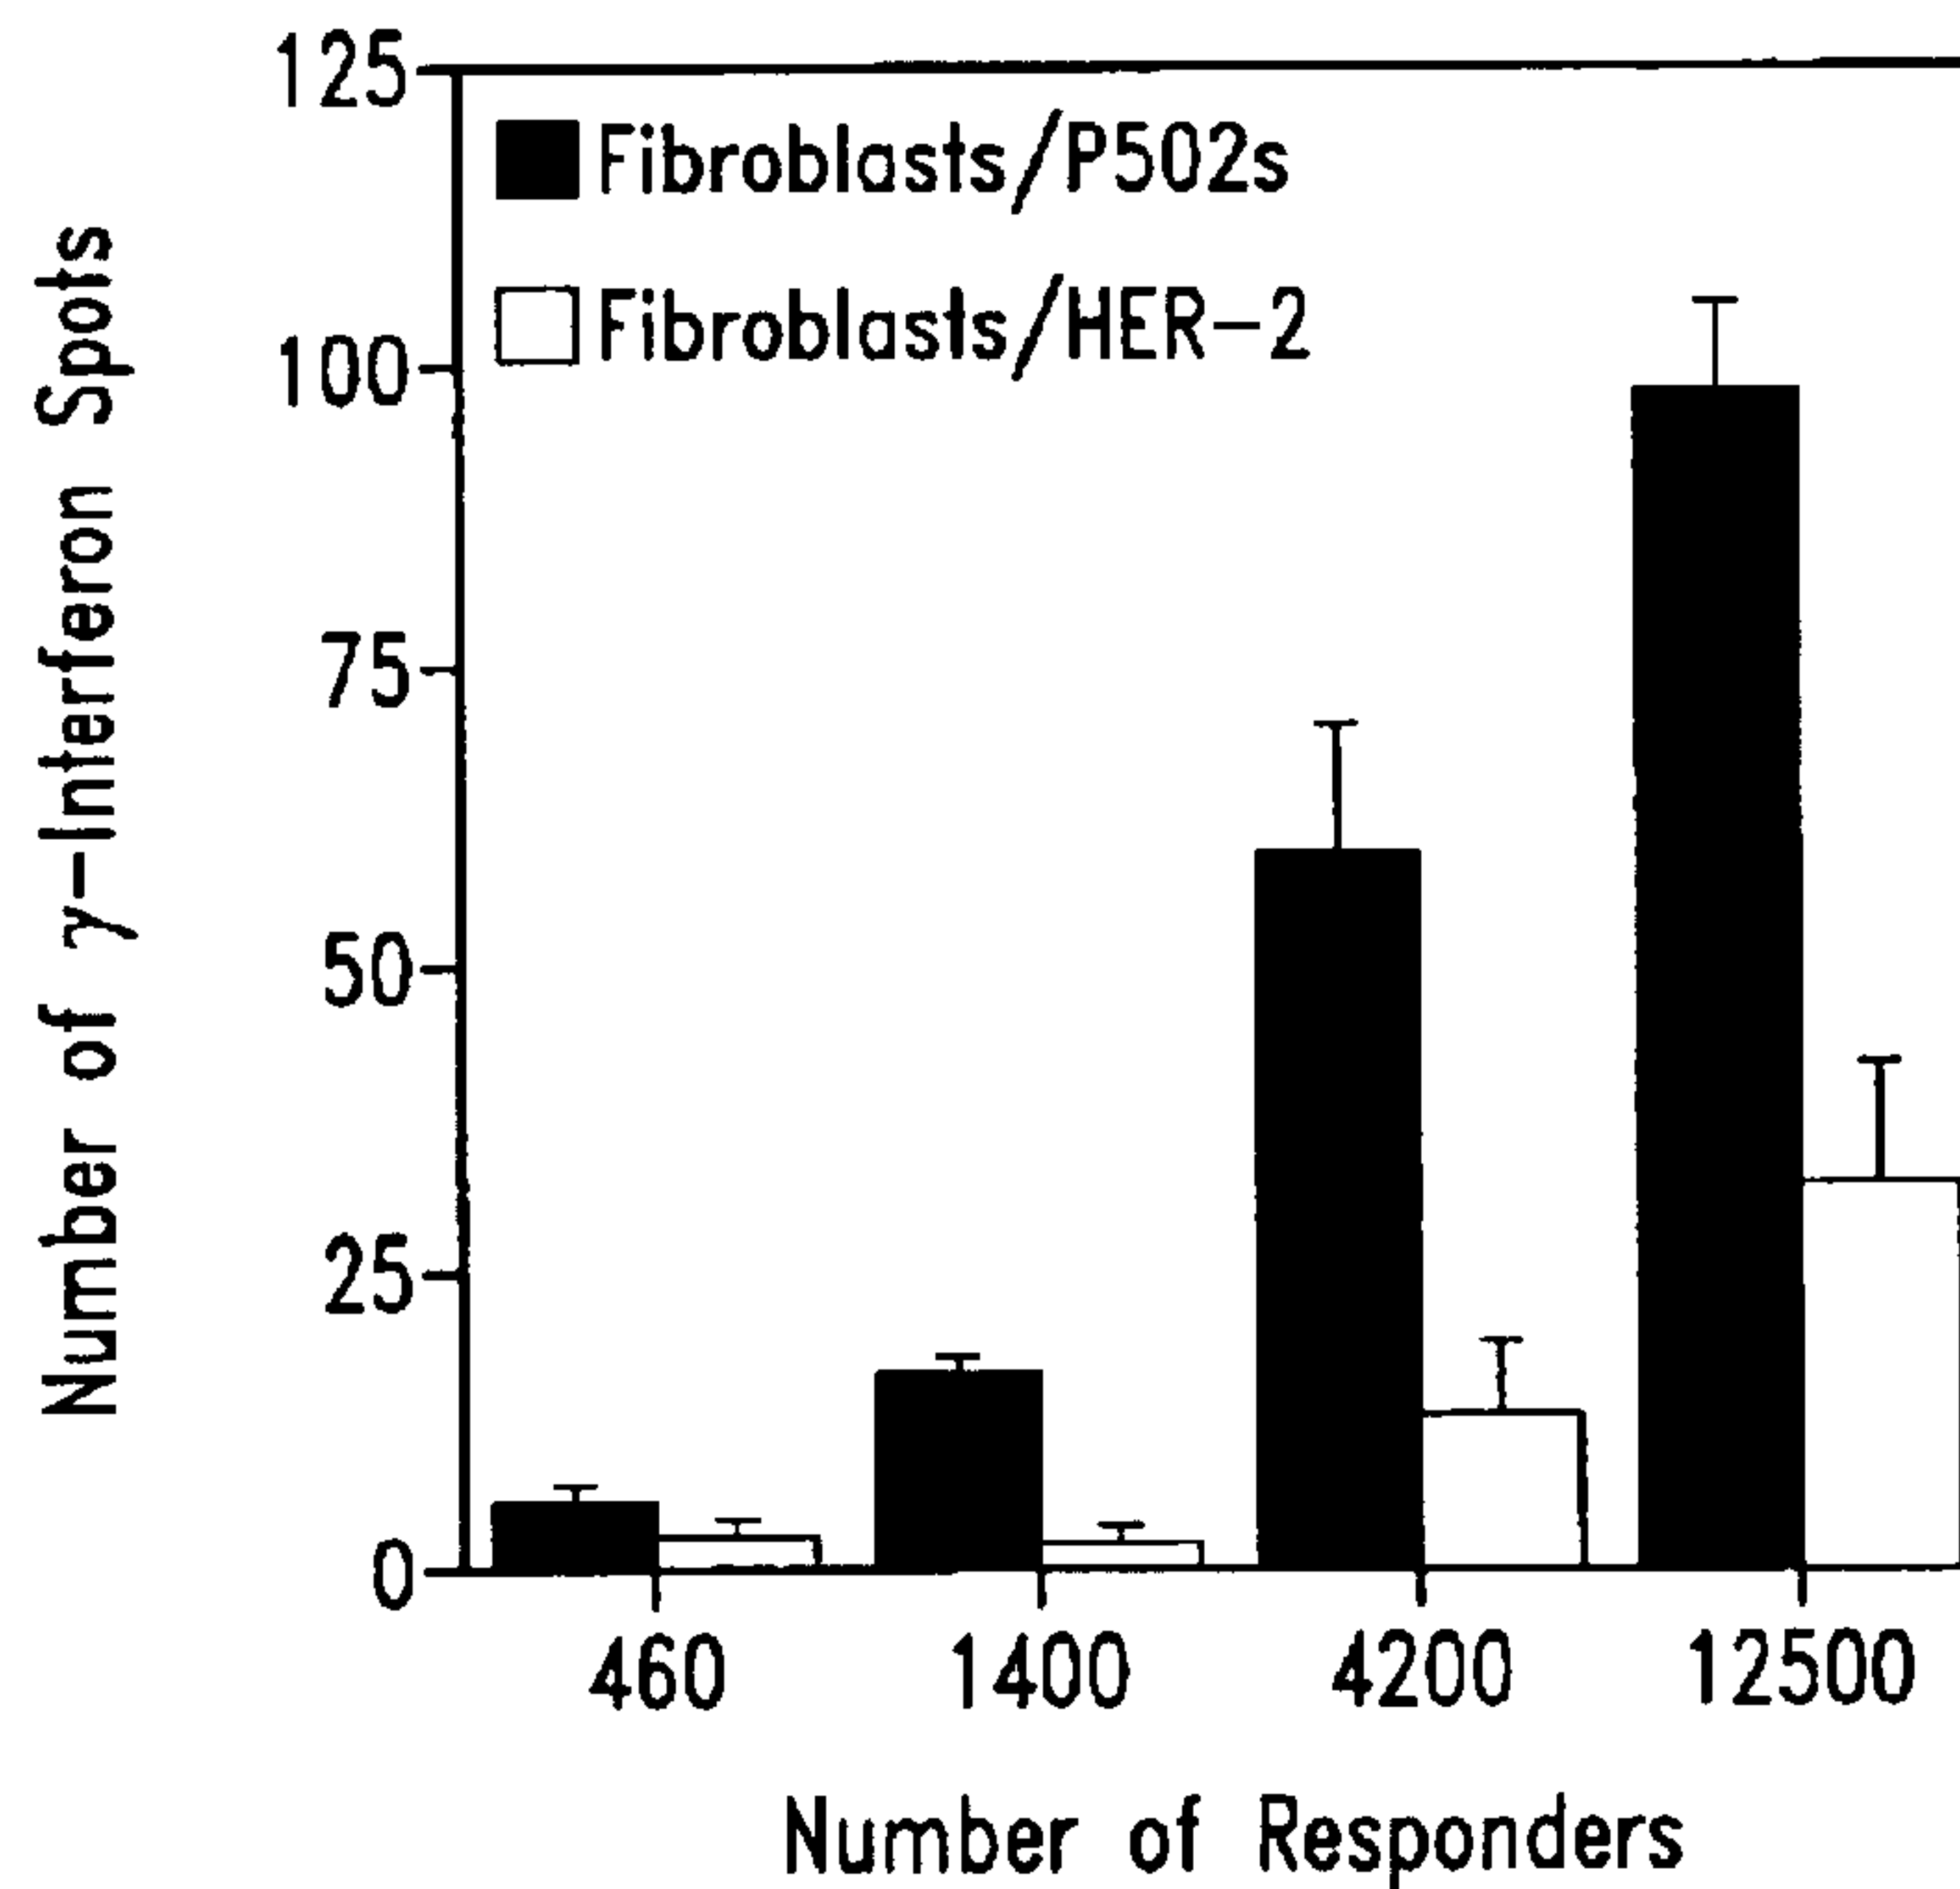 125
Fibroblasts/P502s
Fibroblasts/HER-2
100
75
50
25
0
Number of γ-Interferon Spots
460 1400 4200 12500
Number of Responders